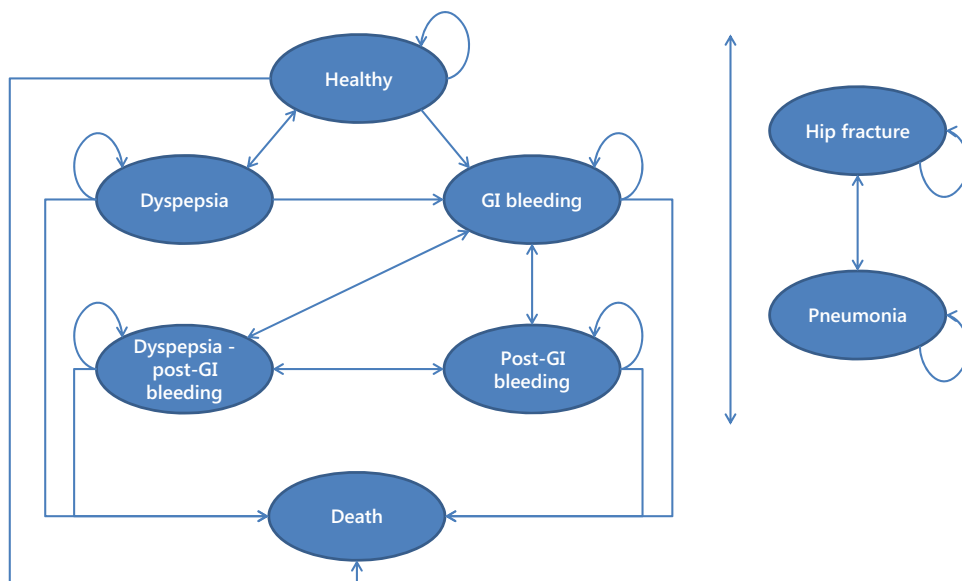 Healthy
Hip fracture
Dyspepsia
GI bleeding
Pneumonia
Dyspepsia -
post-GI
bleeding
Post-GI
bleeding
Death